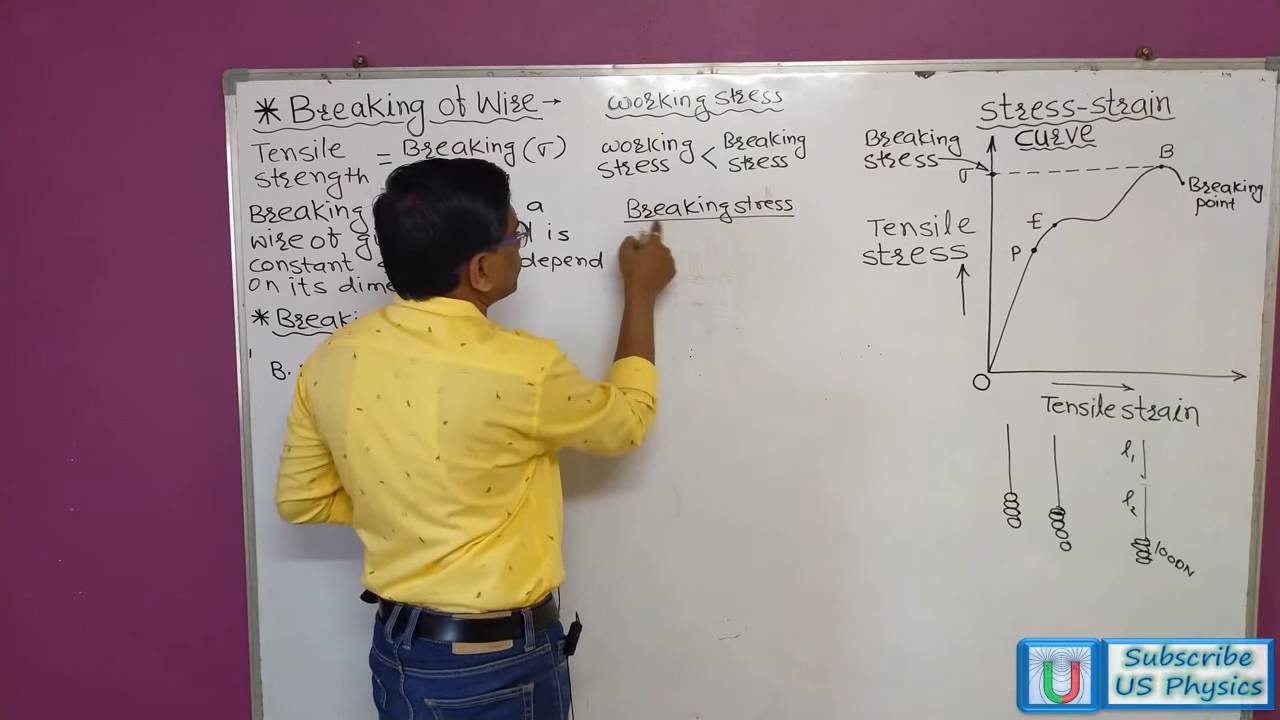 * Breaking of Wire →
Tensile strength = Breaking (σ)
Breaking a
wire of is
constant depend
on its
*
B.
working stress
working stress < Breaking stress
Breaking stress
stress-strain
curve
Breaking
stress
σ
B
Breaking
point
E
P
Tensile
stress
O
Tensile strain
l₁
l₂
1000N
Subscribe
US Physics